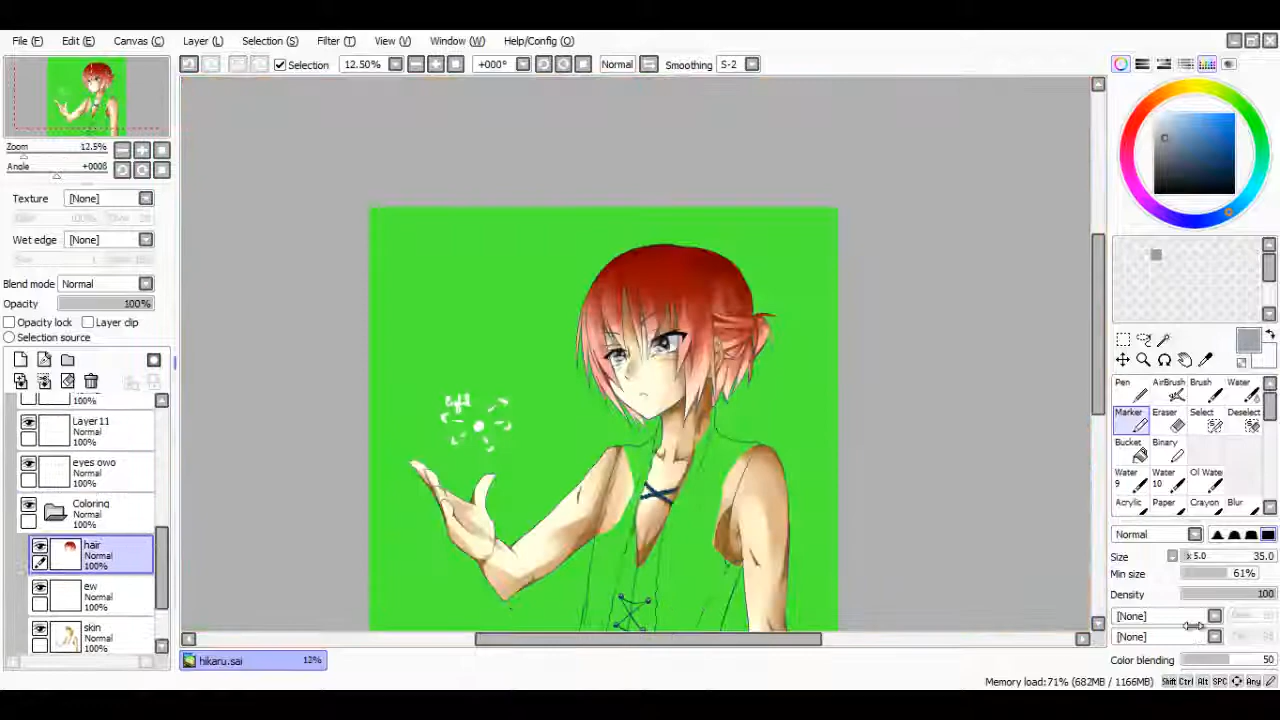 File (F) Edit (E) Canvas (C) Layer (L) Selection (S) Filter (T) View (V) Window (W) Help/Config (O)
Selection 12.50% +000° Normal Smoothing S-2
Zoom 12.5%
Angle
Texture [None]
Wet edge [None]
Blend mode Normal
Opacity 100%
Opacity lock Layer clip
Selection source
100%
Layer11
Normal
100%
eyes owo
Normal
100%
Coloring
Normal
100%
hair
Normal
100%
ew
Normal
100%
skin
Normal
100%
hikaru.sai 12%
Pen AirBrush Brush Water
Marker Eraser Select Deselect
Bucket Binary
Water 9 Water 10 Oil Wate
Acrylic Paper Crayon Blur
Normal
Size x 5.0 35.0
Min size 61%
Density 100
[None]
[None]
Color blending 50
Memory load: 71% (682MB / 1166MB) Shift Ctrl Alt SPC Any